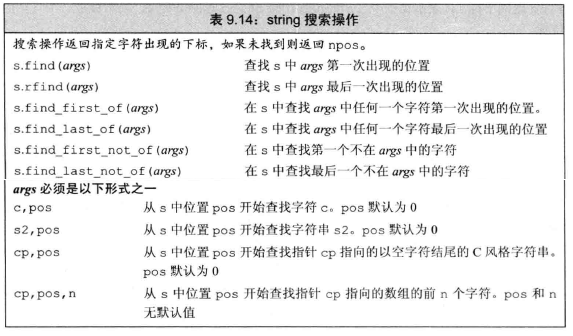 表 9.14：string 搜索操作
搜索操作返回指定字符出现的下标，如果未找到则返回 npos。
s.find(args) 查找 s 中 args 第一次出现的位置
s.rfind(args) 查找 s 中 args 最后一次出现的位置
s.find_first_of(args) 在 s 中查找 args 中任何一个字符第一次出现的位置。
s.find_last_of(args) 在 s 中查找 args 中任何一个字符最后一次出现的位置
s.find_first_not_of(args) 在 s 中查找第一个不在 args 中的字符
s.find_last_not_of(args) 在 s 中查找最后一个不在 args 中的字符
args 必须是以下形式之一
c,pos 从 s 中位置 pos 开始查找字符 c。pos 默认为 0
s2,pos 从 s 中位置 pos 开始查找字符串 s2。pos 默认为 0
cp,pos 从 s 中位置 pos 开始查找指针 cp 指向的以空字符结尾的 C 风格字符串。
pos 默认为 0
cp,pos,n 从 s 中位置 pos 开始查找指针 cp 指向的数组的前 n 个字符。pos 和 n
无默认值